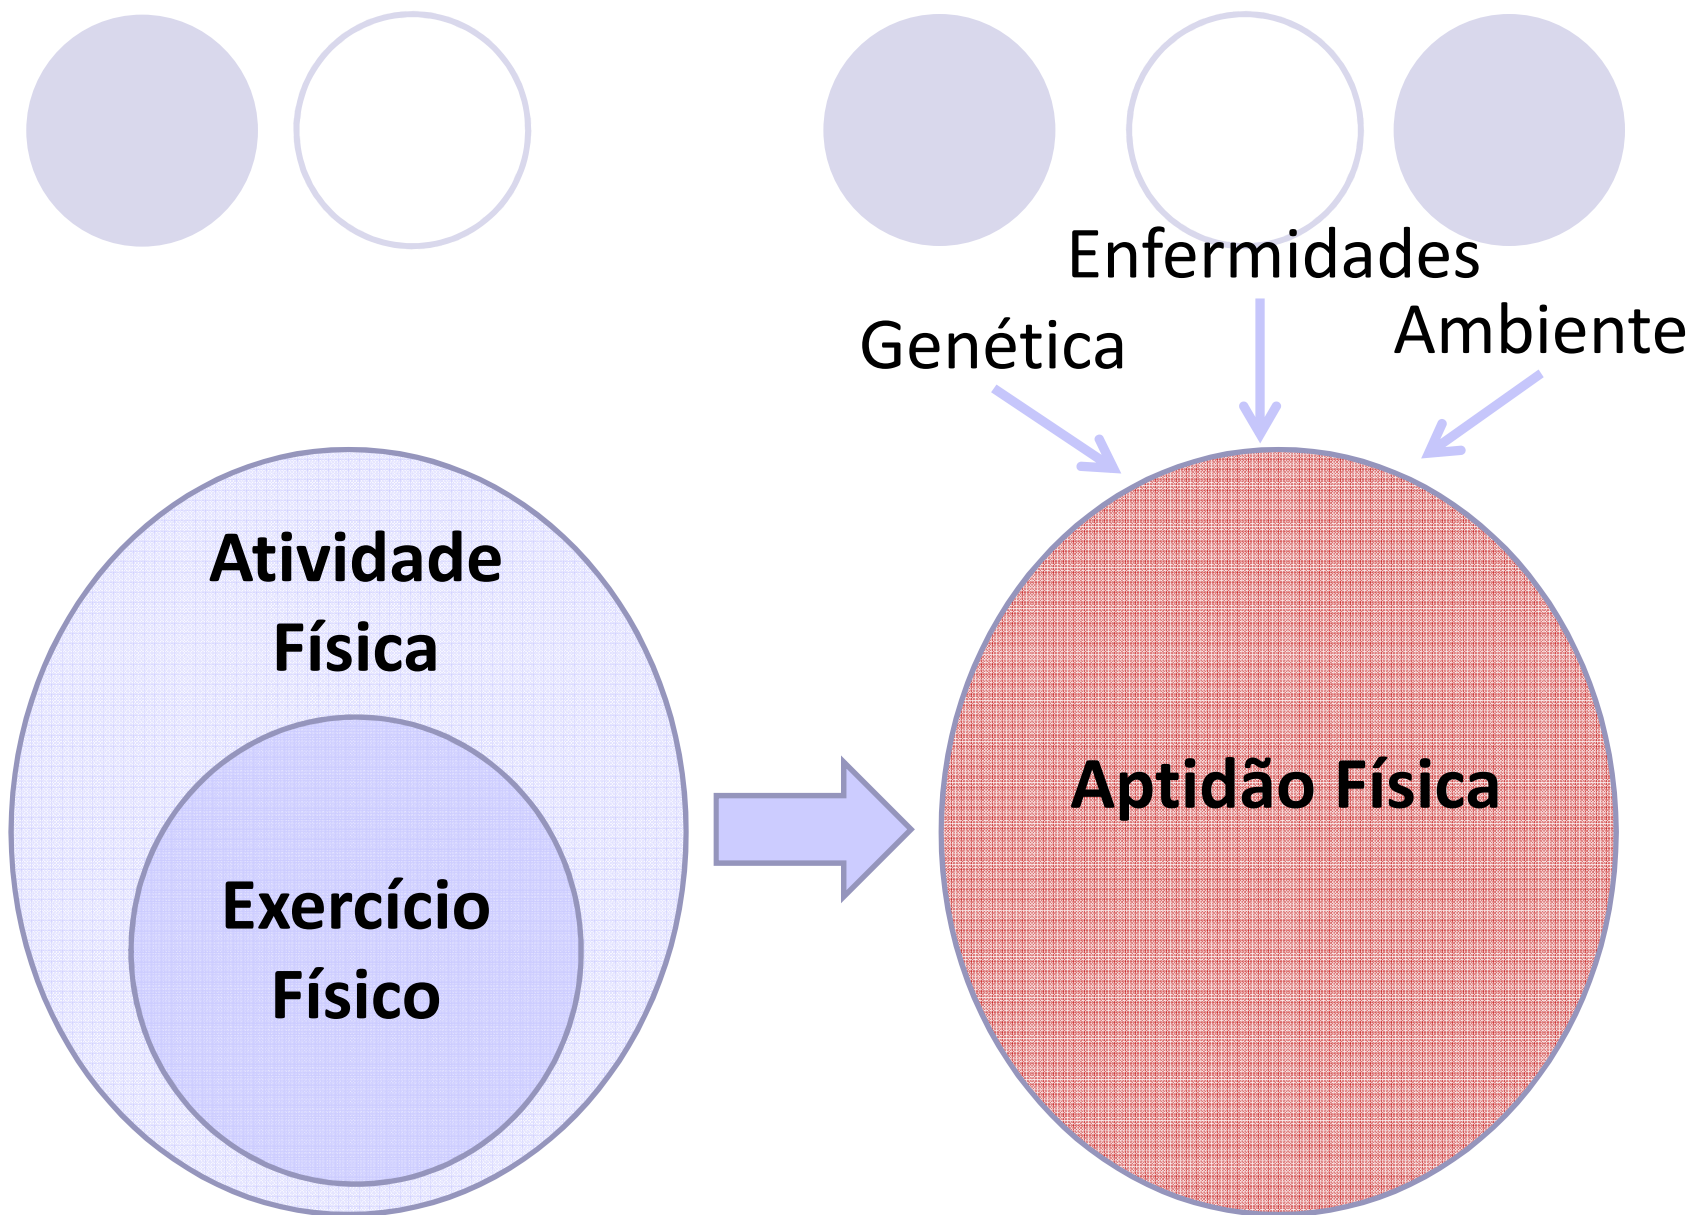 Enfermidades
Genética
Ambiente
Atividade
Física
Exercício
Físico
Aptidão Física